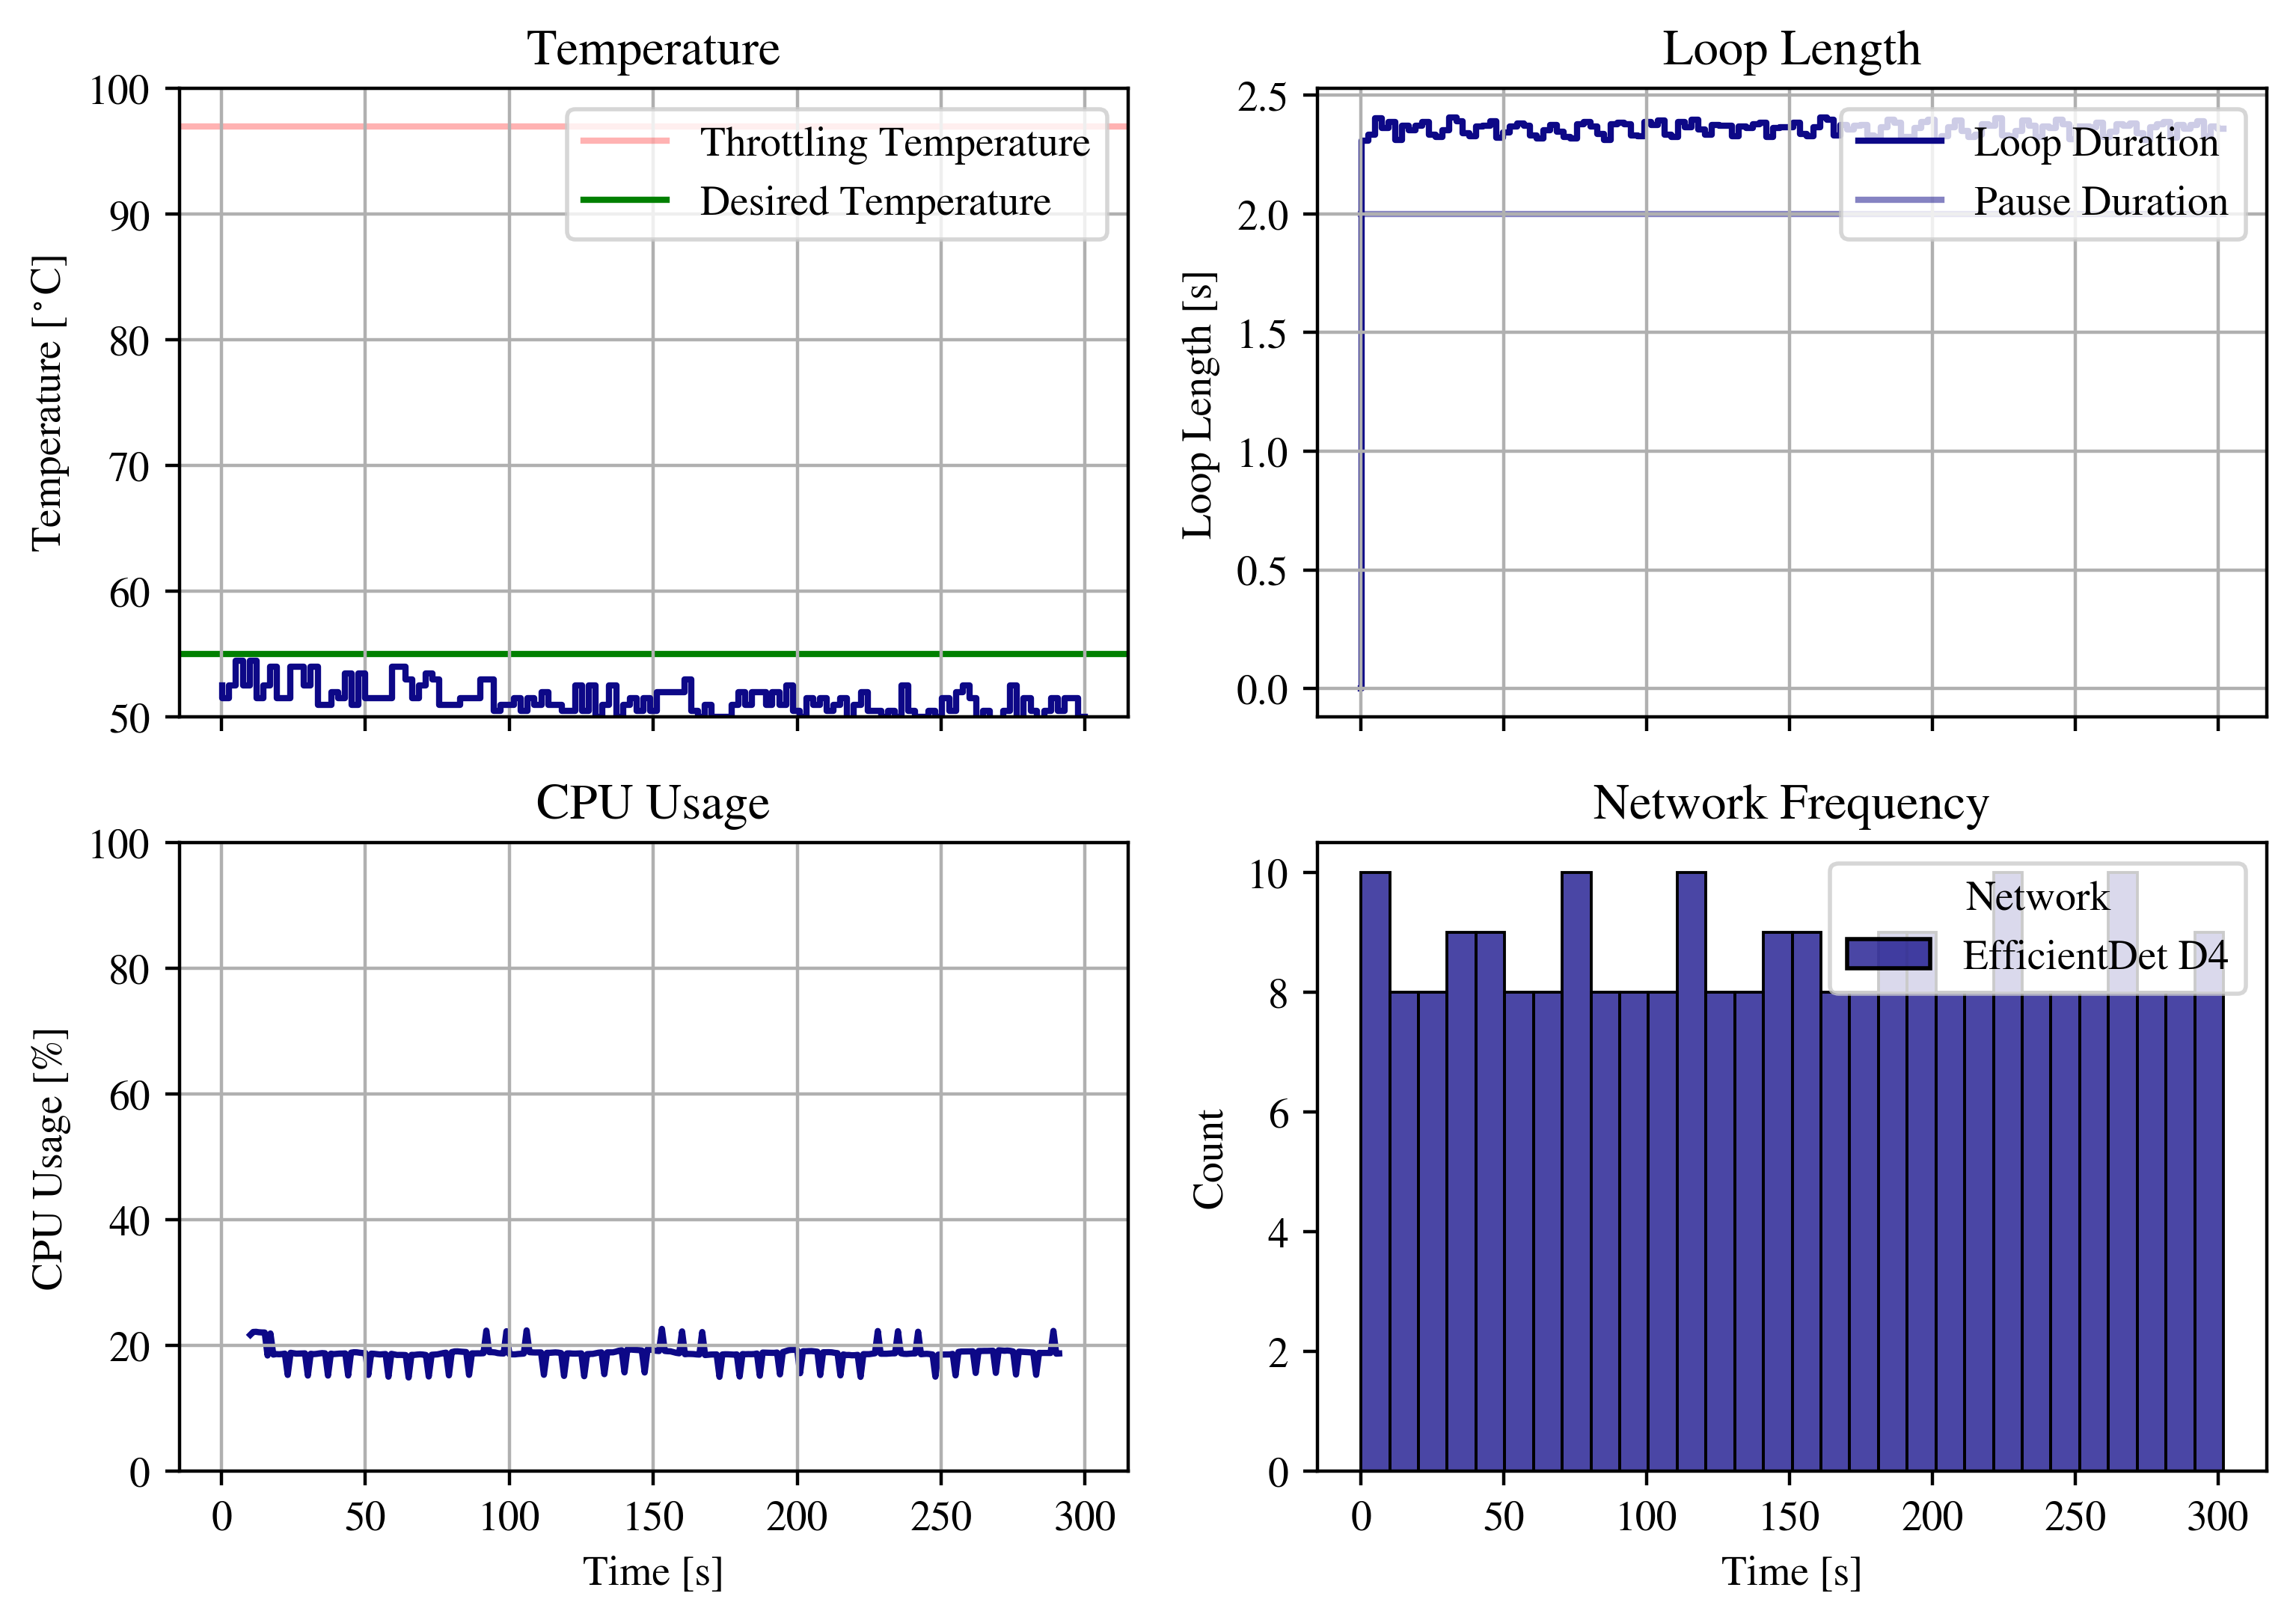 Temperature
100
90
80
70
60
50
Temperature [°C]
Throttling Temperature
Desired Temperature
Loop Length
2.5
2.0
1.5
1.0
0.5
0.0
Loop Length [s]
Loop Duration
Pause Duration
CPU Usage
100
80
60
40
20
0
CPU Usage [%]
0 50 100 150 200 250 300
Time [s]
Network Frequency
10
8
6
4
2
0
Count
Network
EfficientDet D4
0 50 100 150 200 250 300
Time [s]